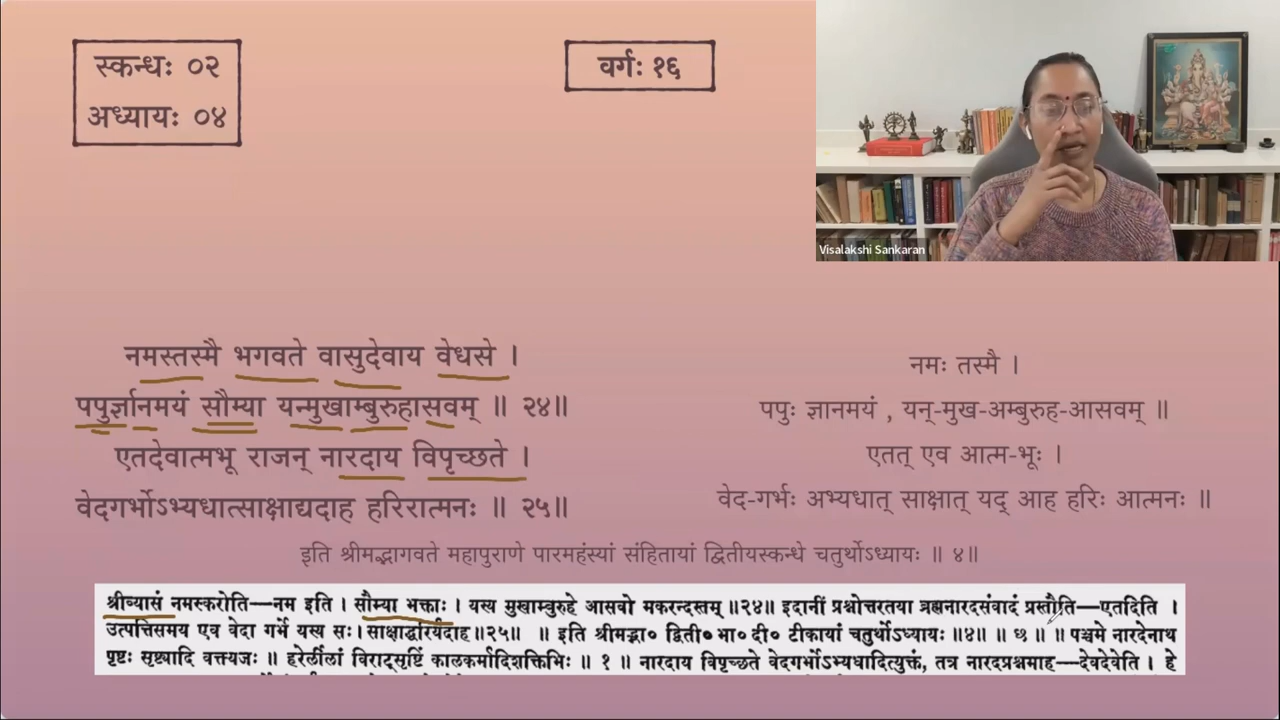 स्कन्धः ०२
अध्यायः ०४
वर्गः १६
Visalakshi Sankaran
नमस्तस्मै भगवते वासुदेवाय वेधसे ।
पपुर्ज्ञानमयं सौम्या यन्मुखाम्बुरुहासवम् ॥ २४॥
एतदेवात्मभू राजन् नारदाय विपृच्छते ।
वेदगर्भोऽभ्यधात्साक्षाद्यदाह हरिरात्मनः ॥ २५॥
नमः तस्मै ।
पपुः ज्ञानमयं , यन्-मुख-अम्बुरुह-आसवम् ॥
एतत् एव आत्म-भूः ।
वेद-गर्भः अभ्यधात् साक्षात् यद् आह हरिः आत्मनः ॥
इति श्रीमद्भागवते महापुराणे पारमहंस्यां संहितायां द्वितीयस्कन्धे चतुर्थोऽध्यायः ॥ ४॥
श्रीव्यासं नमस्करोति—नम इति । सौम्या भक्ताः । यस्य मुखाम्बुरुहे आसवो मकरन्दस्तम् ॥२४॥ इदानीं प्रश्नोत्तरतया ब्रह्मनारदसंवादं प्रस्तौति—एतदिति ।
उत्पत्तिसमय एव वेदा गर्भे यस्य सः । साक्षाद्धरिर्यदाह ॥२५॥ ॥ इति श्रीमद्भा० द्विती० भा० दी० टीकायां चतुर्थोऽध्यायः ॥४॥ ॥ छ ॥ ॥ पञ्चमे नारदेनाथ
पृष्टः सृष्ट्यादि वक्त्यजः ॥ हरेर्लीलां विराट्सृष्टिं कालकर्मादिशक्तिभिः ॥ १ ॥ नारदाय विपृच्छते वेदगर्भोऽभ्यधादित्युक्तं, तत्र नारदप्रश्नमाह—देवदेवेति । हे